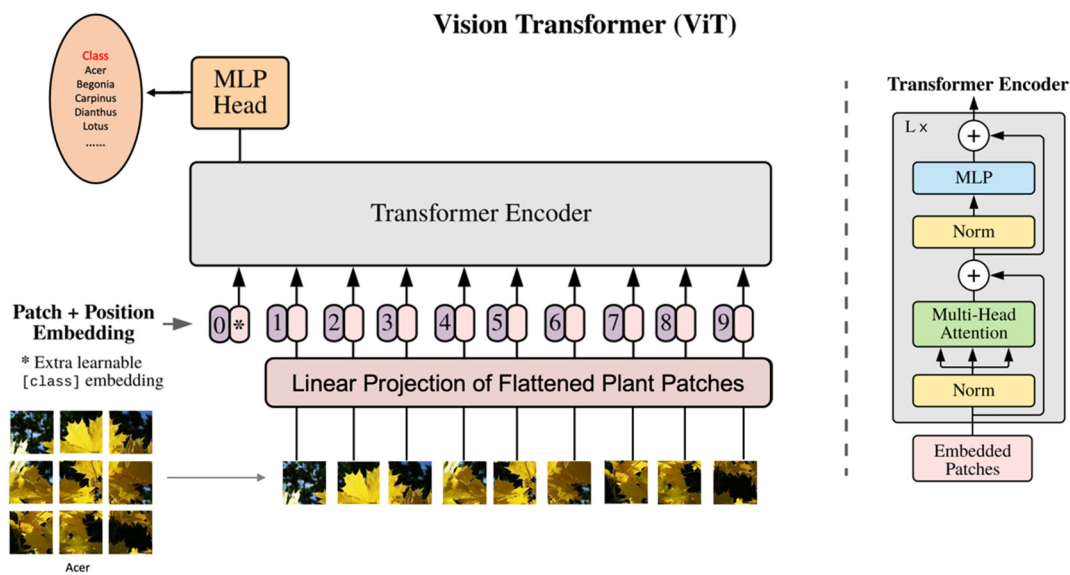 Vision Transformer (ViT)
Class
Acer
Begonia
Carpinus
Dianthus
Lotus
......
MLP
Head
Transformer Encoder
Patch + Position
Embedding
* Extra learnable
[class] embedding
0 * 1 2 3 4 5 6 7 8 9
Linear Projection of Flattened Plant Patches
Acer
Transformer Encoder
L ×
+
MLP
Norm
+
Multi-Head
Attention
Norm
Embedded
Patches